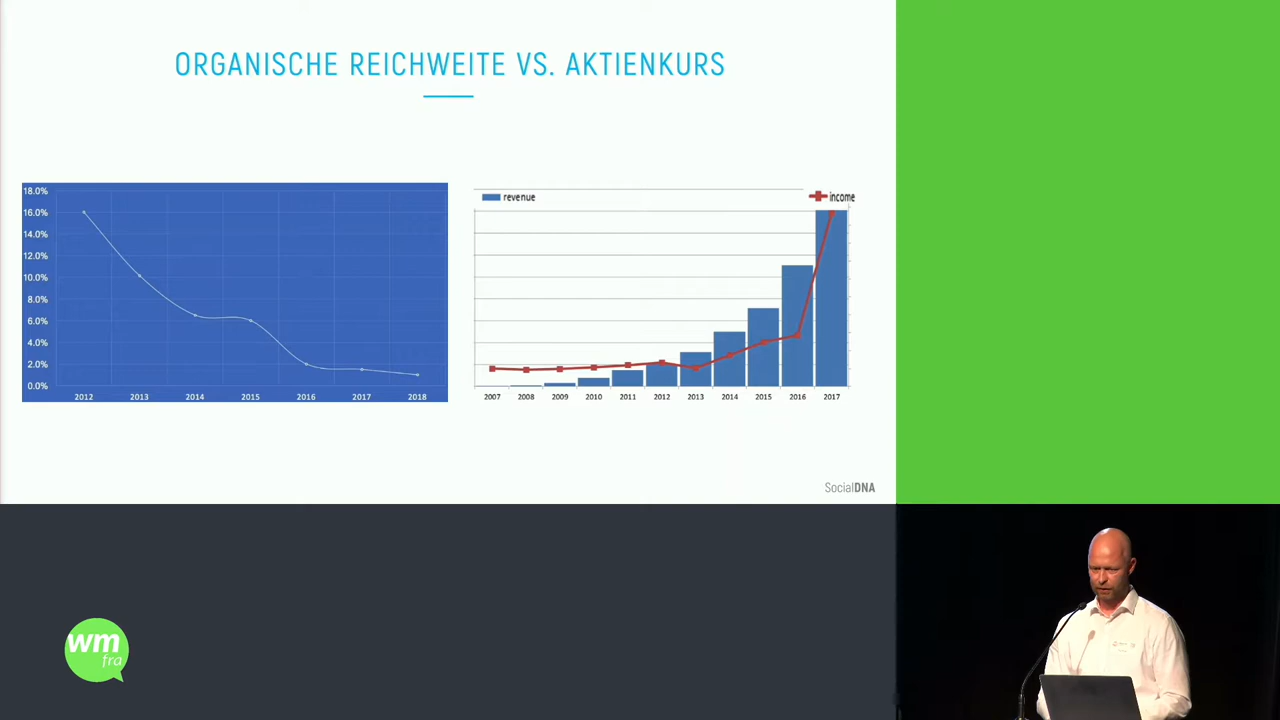 ORGANISCHE REICHWEITE VS. AKTIENKURS
18.0%
16.0%
14.0%
12.0%
10.0%
8.0%
6.0%
4.0%
2.0%
0.0%
2012 2013 2014 2015 2016 2017 2018
revenue income
2007 2008 2009 2010 2011 2012 2013 2014 2015 2016 2017
SocialDNA
wm
fra